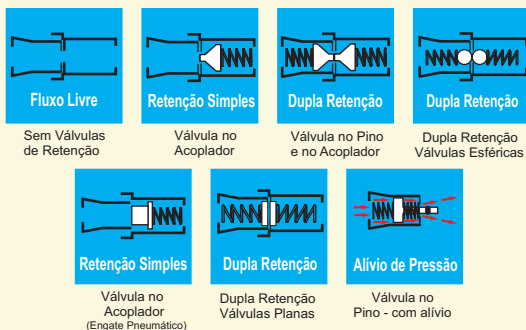 Fluxo Livre
Sem Válvulas
de Retenção
Retenção Simples
Válvula no
Acoplador
Dupla Retenção
Válvula no Pino
e no Acoplador
Dupla Retenção
Dupla Retenção
Válvulas Esféricas
Retenção Simples
Válvula no
Acoplador
(Engate Pneumático)
Dupla Retenção
Dupla Retenção
Válvulas Planas
Alívio de Pressão
Válvula no
Pino - com alívio